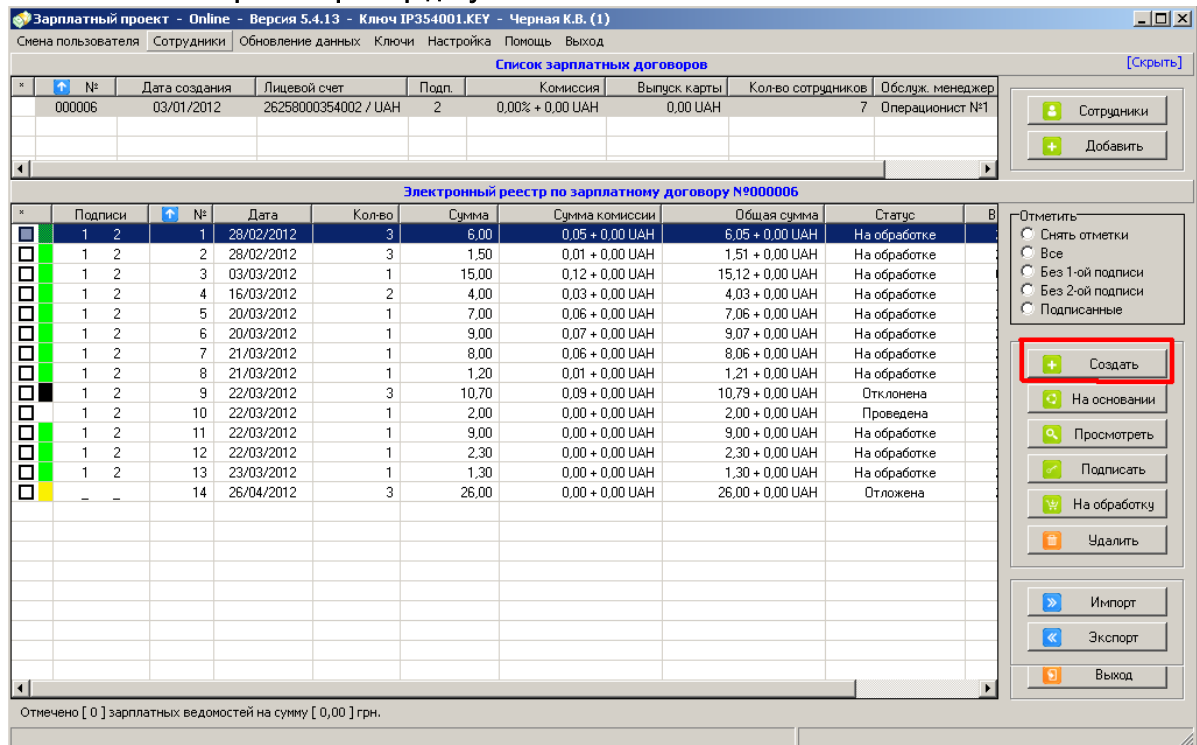 Зарплатный проект - Online - Версия 5.4.13 - Ключ IP354001.KEY - Черная К.В. (1)
Смена пользователя Сотрудники Обновление данных Ключи Настройка Помощь Выход
Список зарплатных договоров [Скрыть]
* № Дата создания Лицевой счет Подп. Комиссия Выпуск карты Кол-во сотрудников Обслуж. менеджер
000006 03/01/2012 26258000354002 / UAH 2 0,00% + 0,00 UAH 0,00 UAH 7 Операционист №1
Сотрудники
Добавить
Электронный реестр по зарплатному договору №000006
* Подписи № Дата Кол-во Сумма Сумма комиссии Общая сумма Статус В
1 2 1 28/02/2012 3 6,00 0,05 + 0,00 UAH 6,05 + 0,00 UAH На обработке
1 2 2 28/02/2012 3 1,50 0,01 + 0,00 UAH 1,51 + 0,00 UAH На обработке
1 2 3 03/03/2012 1 15,00 0,12 + 0,00 UAH 15,12 + 0,00 UAH На обработке
1 2 4 16/03/2012 2 4,00 0,03 + 0,00 UAH 4,03 + 0,00 UAH На обработке
1 2 5 20/03/2012 1 7,00 0,06 + 0,00 UAH 7,06 + 0,00 UAH На обработке
1 2 6 20/03/2012 1 9,00 0,07 + 0,00 UAH 9,07 + 0,00 UAH На обработке
1 2 7 21/03/2012 1 8,00 0,06 + 0,00 UAH 8,06 + 0,00 UAH На обработке
1 2 8 21/03/2012 1 1,20 0,01 + 0,00 UAH 1,21 + 0,00 UAH На обработке
1 2 9 22/03/2012 3 10,70 0,09 + 0,00 UAH 10,79 + 0,00 UAH Отклонена
1 2 10 22/03/2012 1 2,00 0,00 + 0,00 UAH 2,00 + 0,00 UAH Проведена
1 2 11 22/03/2012 1 9,00 0,00 + 0,00 UAH 9,00 + 0,00 UAH На обработке
1 2 12 22/03/2012 1 2,30 0,00 + 0,00 UAH 2,30 + 0,00 UAH На обработке
1 2 13 23/03/2012 1 1,30 0,00 + 0,00 UAH 1,30 + 0,00 UAH На обработке
_ _ 14 26/04/2012 3 26,00 0,00 + 0,00 UAH 26,00 + 0,00 UAH Отложена
Отметить
Снять отметки
Все
Без 1-ой подписи
Без 2-ой подписи
Подписанные
Создать
На основании
Просмотреть
Подписать
На обработку
Удалить
Импорт
Экспорт
Выход
Отмечено [ 0 ] зарплатных ведомостей на сумму [ 0,00 ] грн.